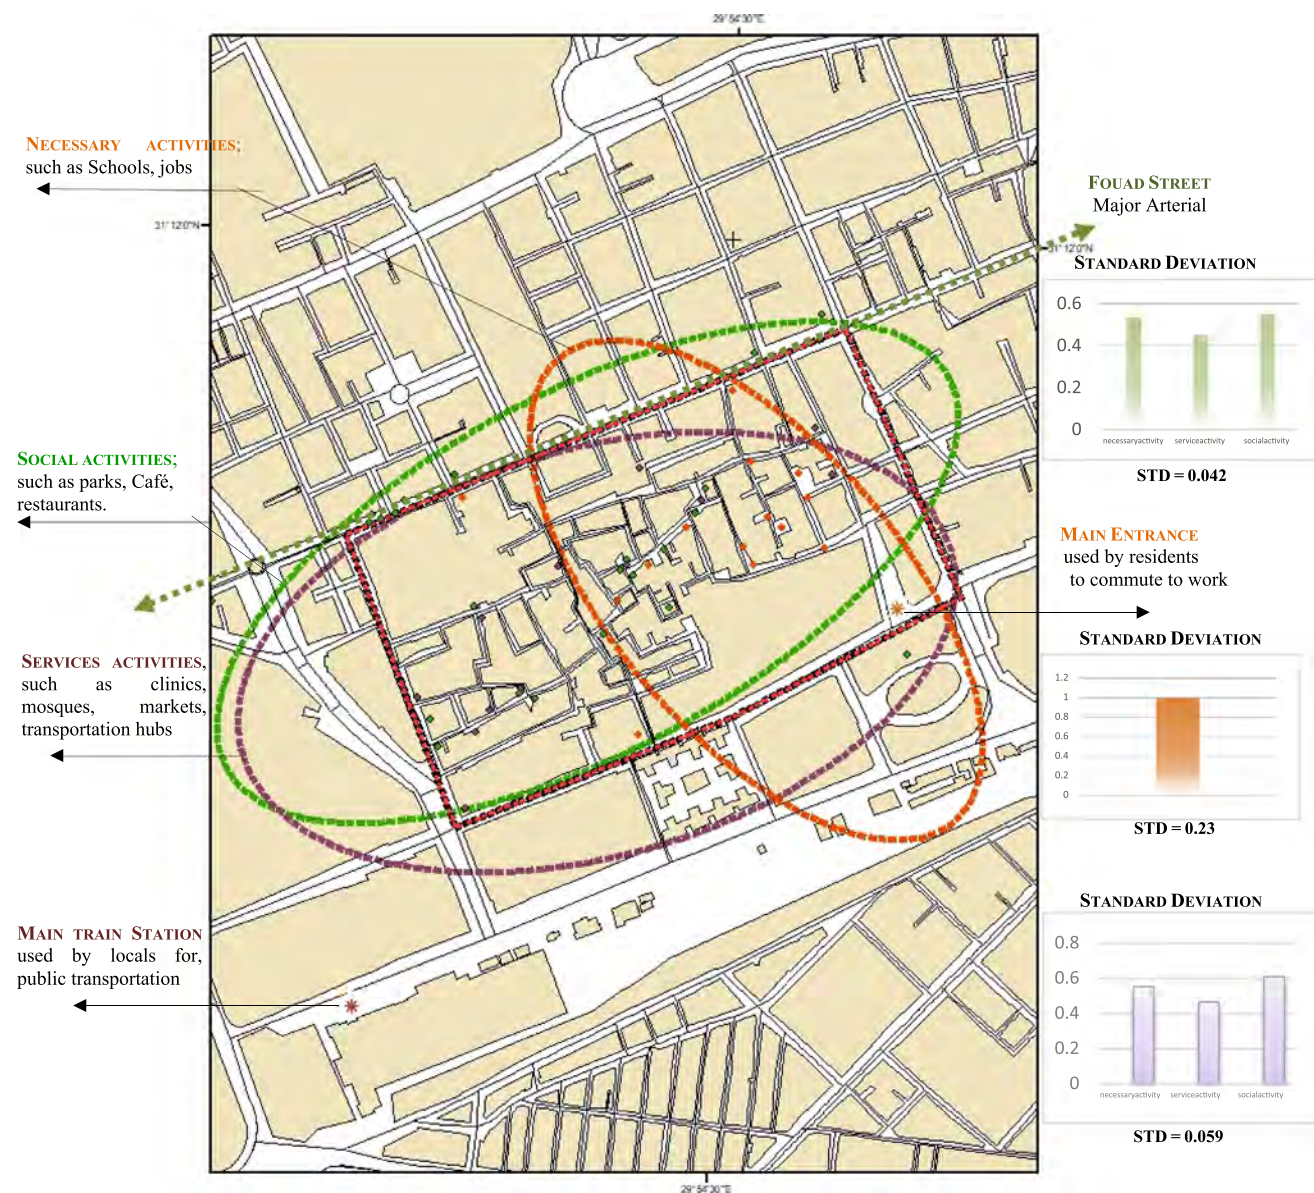 29°54'30"E
NECESSARY ACTIVITIES;
such as Schools, jobs
31°12'0"N
FOUAD STREET
Major Arterial
31°12'0"N
STANDARD DEVIATION
0.6
0.4
0.2
0
necessaryactivity serviceactivity socialactivity
STD = 0.042
SOCIAL ACTIVITIES;
such as parks, Café,
restaurants.
MAIN ENTRANCE
used by residents
to commute to work
STANDARD DEVIATION
1.2
1
0.8
0.6
0.4
0.2
0
STD = 0.23
SERVICES ACTIVITIES,
such as clinics,
mosques, markets,
transportation hubs
STANDARD DEVIATION
0.8
0.6
0.4
0.2
0
necessaryactivity serviceactivity socialactivity
STD = 0.059
MAIN TRAIN STATION
used by locals for,
public transportation
29°54'30"E